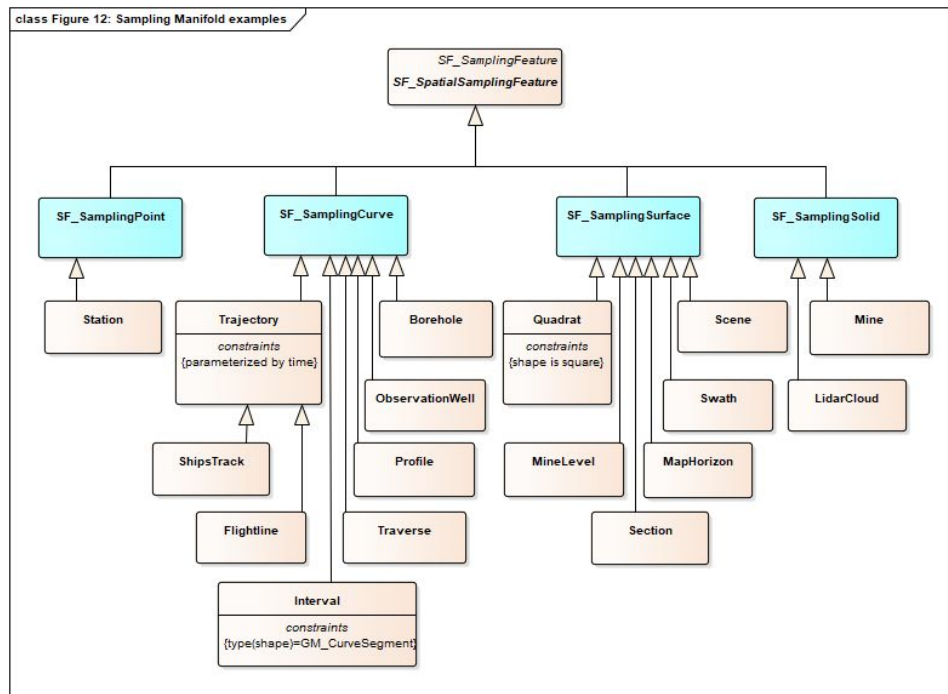 class Figure 12: Sampling Manifold examples
SF_SamplingFeature
SF_SpatialSamplingFeature
SF_SamplingPoint
SF_SamplingCurve
SF_SamplingSurface
SF_SamplingSolid
Station
Trajectory
constraints
{parameterized by time}
Borehole
Quadrat
constraints
{shape is square}
Scene
Mine
ObservationWell
Swath
LidarCloud
ShipsTrack
Profile
MineLevel
MapHorizon
Flightline
Traverse
Section
Interval
constraints
{type(shape)=GM_CurveSegment}